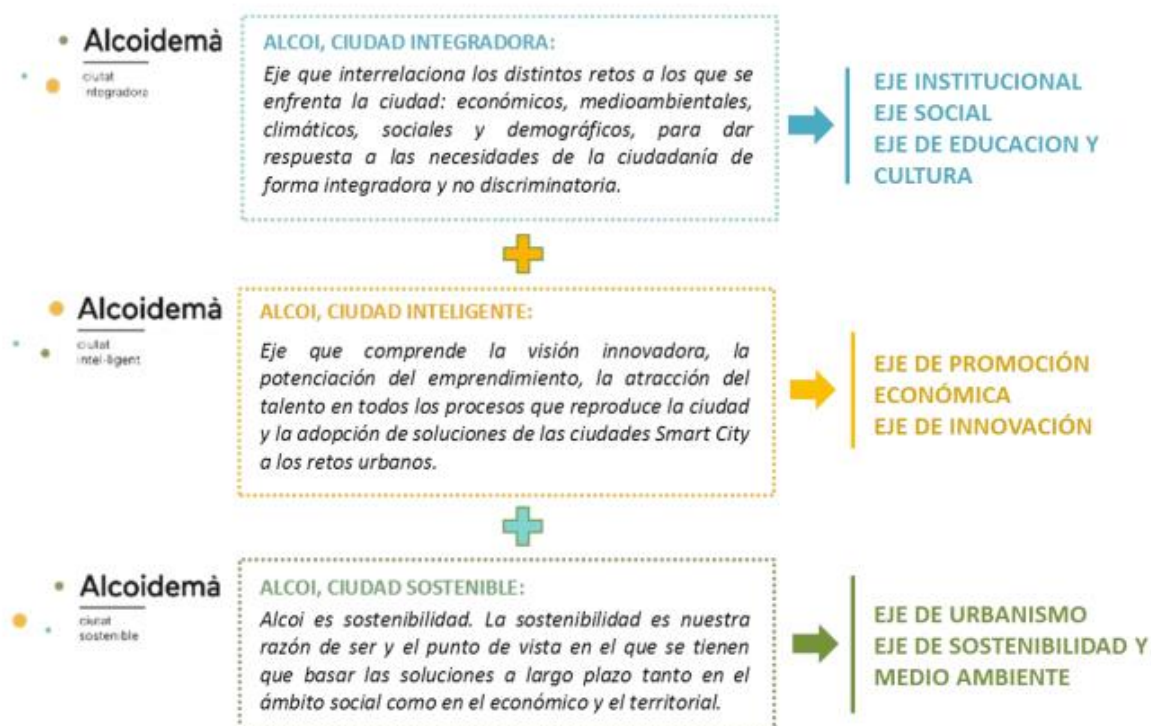 Alcoidemà
ciutat
integradora
ALCOI, CIUDAD INTEGRADORA:
Eje que interrelaciona los distintos retos a los que se
enfrenta la ciudad: económicos, medioambientales,
climáticos, sociales y demográficos, para dar
respuesta a las necesidades de la ciudadanía de
forma integradora y no discriminatoria.
EJE INSTITUCIONAL
EJE SOCIAL
EJE DE EDUCACION Y
CULTURA
Alcoidemà
ciutat
intel·ligent
ALCOI, CIUDAD INTELIGENTE:
Eje que comprende la visión innovadora, la
potenciación del emprendimiento, la atracción del
talento en todos los procesos que reproduce la ciudad
y la adopción de soluciones de las ciudades Smart City
a los retos urbanos.
EJE DE PROMOCIÓN
ECONÓMICA
EJE DE INNOVACIÓN
Alcoidemà
ciutat
sostenible
ALCOI, CIUDAD SOSTENIBLE:
Alcoi es sostenibilidad. La sostenibilidad es nuestra
razón de ser y el punto de vista en el que se tienen
que basar las soluciones a largo plazo tanto en el
ámbito social como en el económico y el territorial.
EJE DE URBANISMO
EJE DE SOSTENIBILIDAD Y
MEDIO AMBIENTE